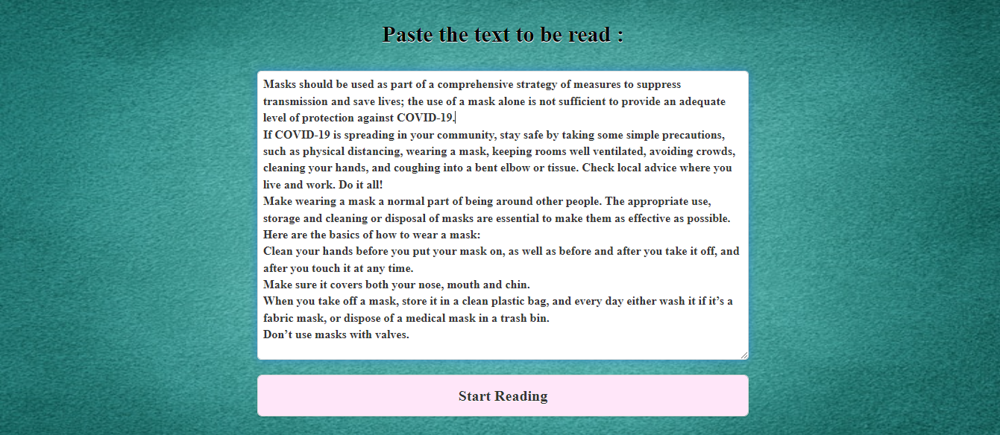 Paste the text to be read :
Masks should be used as part of a comprehensive strategy of measures to suppress
transmission and save lives; the use of a mask alone is not sufficient to provide an adequate
level of protection against COVID-19.
If COVID-19 is spreading in your community, stay safe by taking some simple precautions,
such as physical distancing, wearing a mask, keeping rooms well ventilated, avoiding crowds,
cleaning your hands, and coughing into a bent elbow or tissue. Check local advice where you
live and work. Do it all!
Make wearing a mask a normal part of being around other people. The appropriate use,
storage and cleaning or disposal of masks are essential to make them as effective as possible.
Here are the basics of how to wear a mask:
Clean your hands before you put your mask on, as well as before and after you take it off, and
after you touch it at any time.
Make sure it covers both your nose, mouth and chin.
When you take off a mask, store it in a clean plastic bag, and every day either wash it if it’s a
fabric mask, or dispose of a medical mask in a trash bin.
Don’t use masks with valves.
Start Reading